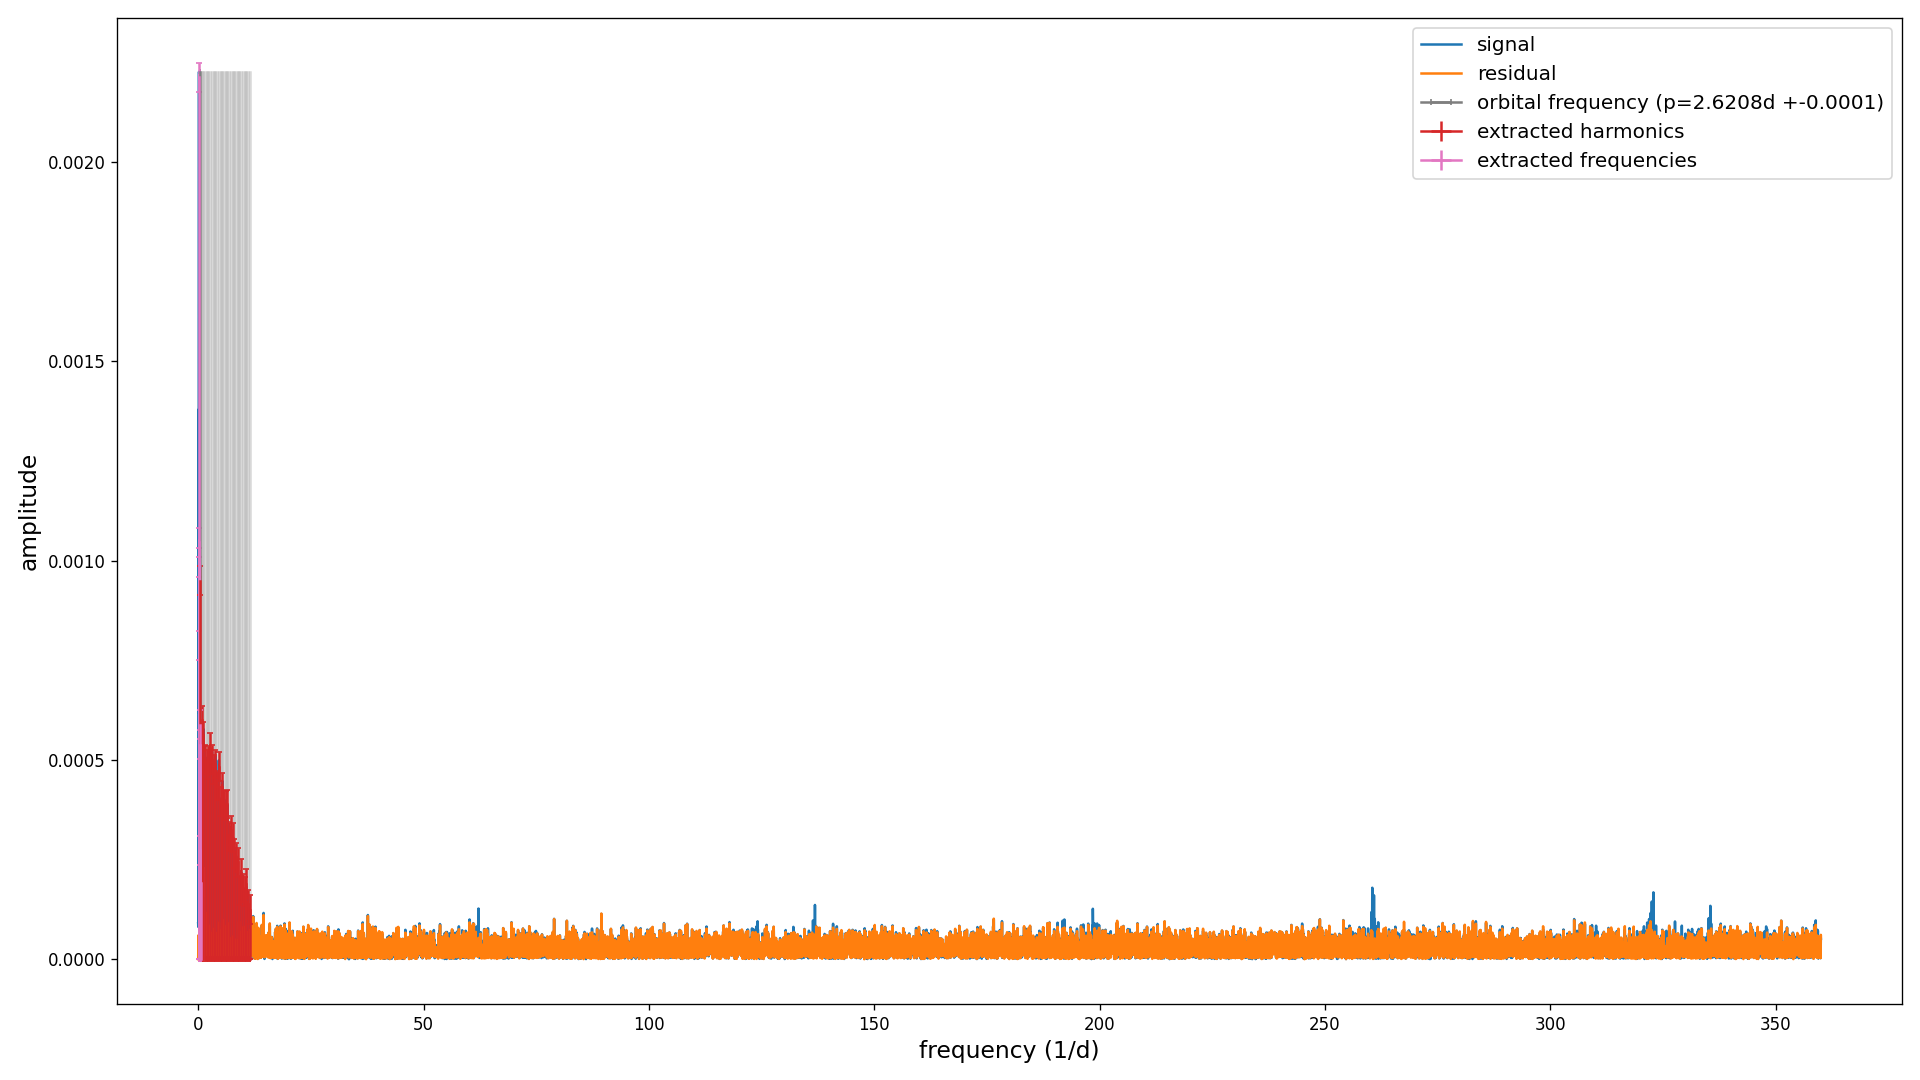 signal
residual
orbital frequency (p=2.6208d +-0.0001)
extracted harmonics
extracted frequencies
0.0020
0.0015
0.0010
0.0005
0.0000
amplitude
0 50 100 150 200 250 300 350
frequency (1/d)